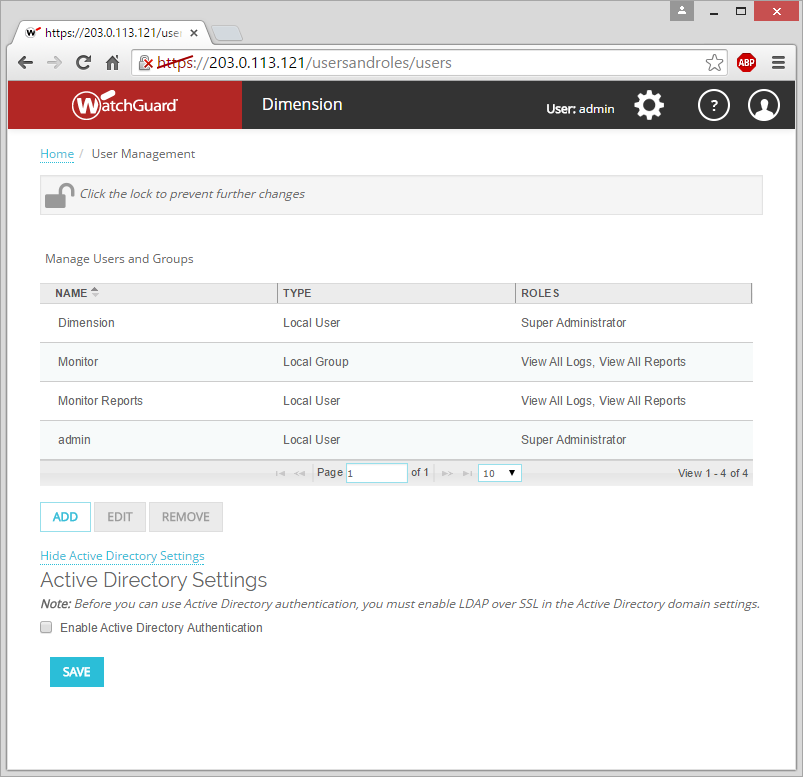 https://203.0.113.121/user
https://203.0.113.121/usersandroles/users
ABP
WatchGuard
Dimension
User: admin
?
Home / User Management
Click the lock to prevent further changes
Manage Users and Groups
NAME TYPE ROLES
Dimension Local User Super Administrator
Monitor Local Group View All Logs, View All Reports
Monitor Reports Local User View All Logs, View All Reports
admin Local User Super Administrator
Page 1 of 1 10 View 1 - 4 of 4
ADD EDIT REMOVE
Hide Active Directory Settings
Active Directory Settings
Note: Before you can use Active Directory authentication, you must enable LDAP over SSL in the Active Directory domain settings.
Enable Active Directory Authentication
SAVE